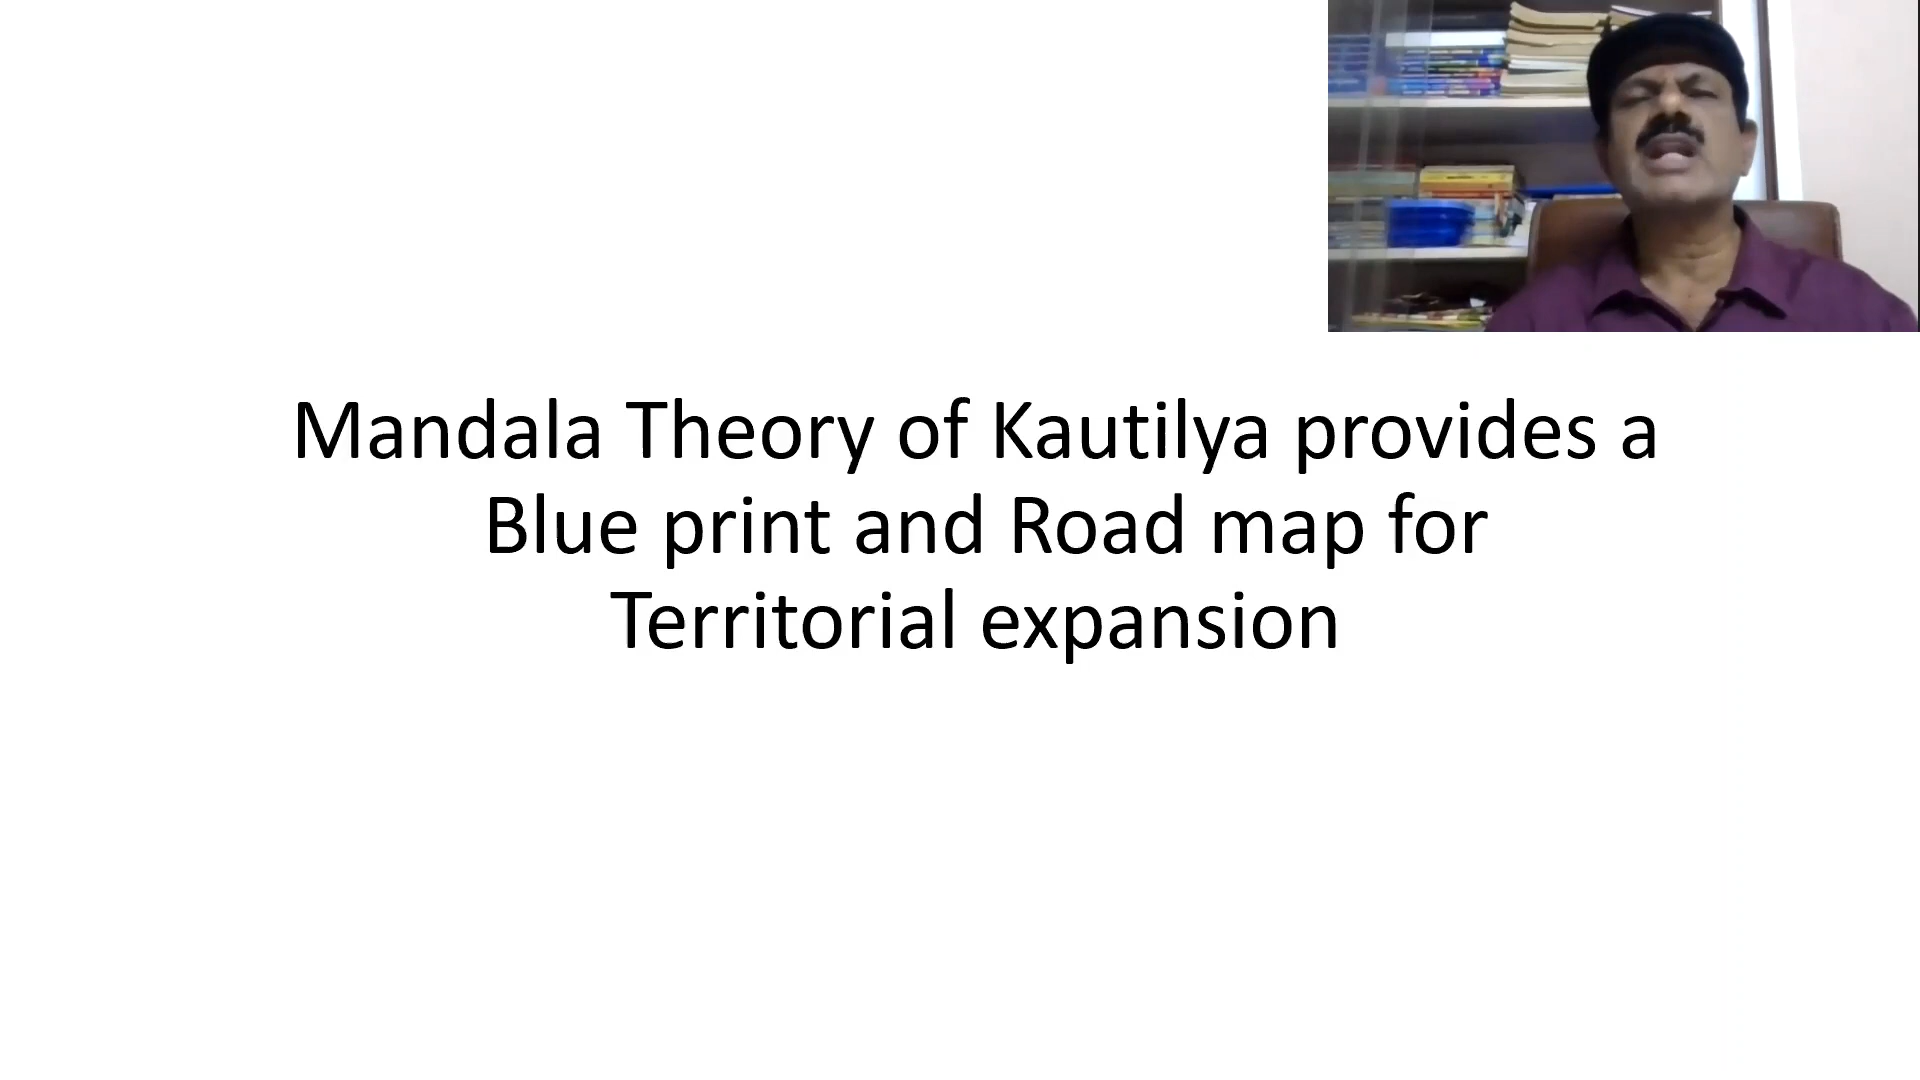 Mandala Theory of Kautilya provides a
Blue print and Road map for
Territorial expansion